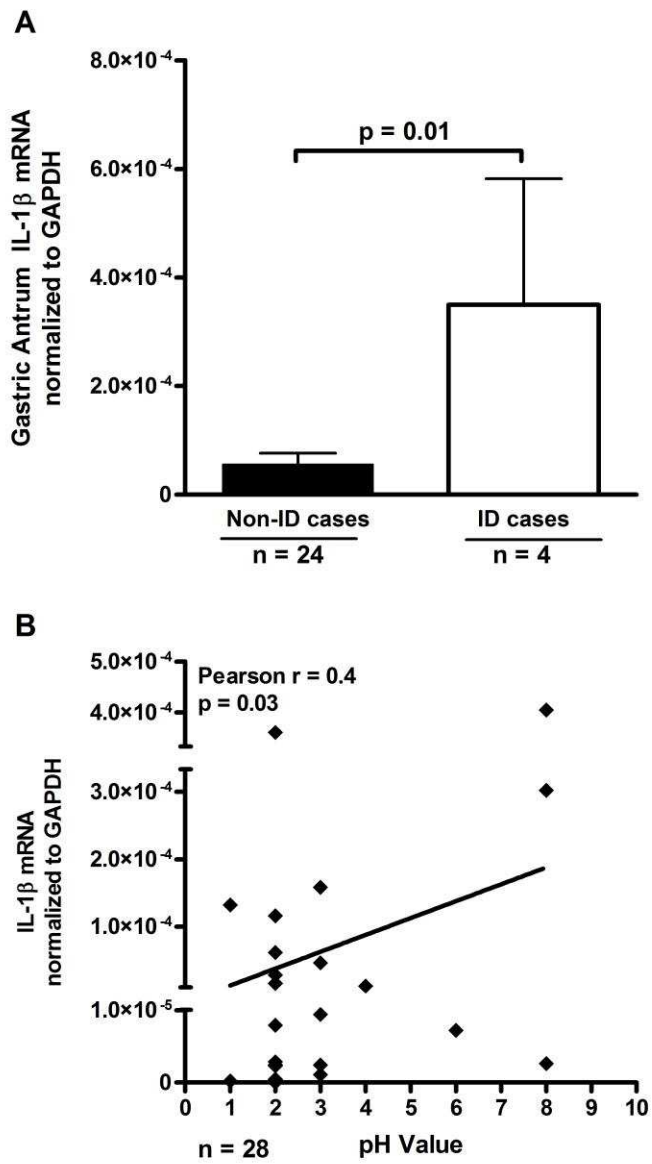 A
8.0×10⁻⁴
6.0×10⁻⁴
4.0×10⁻⁴
2.0×10⁻⁴
0
Gastric Antrum IL-1β mRNA
normalized to GAPDH
p = 0.01
Non-ID cases
ID cases
n = 24
n = 4
B
5.0×10⁻⁴
4.0×10⁻⁴
3.0×10⁻⁴
2.0×10⁻⁴
1.0×10⁻⁴
1.0×10⁻⁵
0
IL-1β mRNA
normalized to GAPDH
Pearson r = 0.4
p = 0.03
0 1 2 3 4 5 6 7 8 9 10
n = 28
pH Value